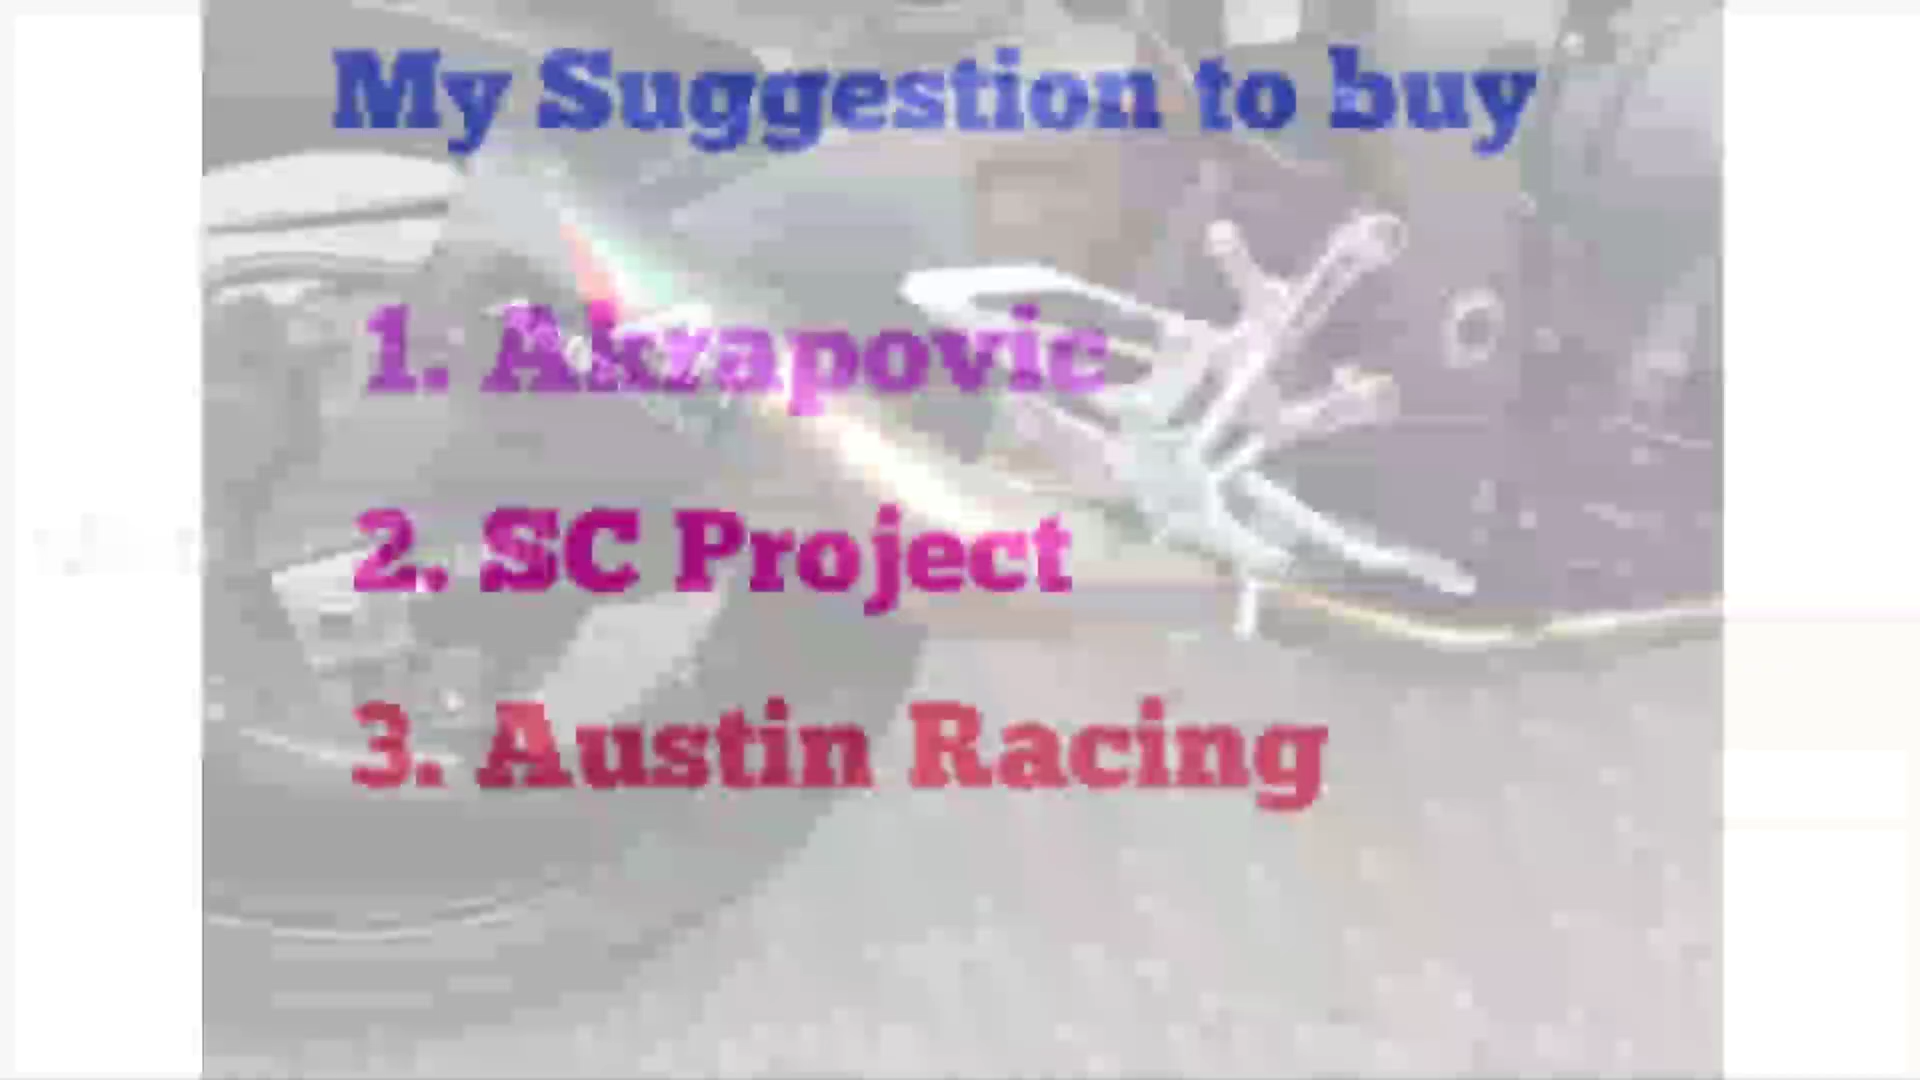 My Suggestion to buy
1. Akrapovic
2. SC Project
3. Austin Racing